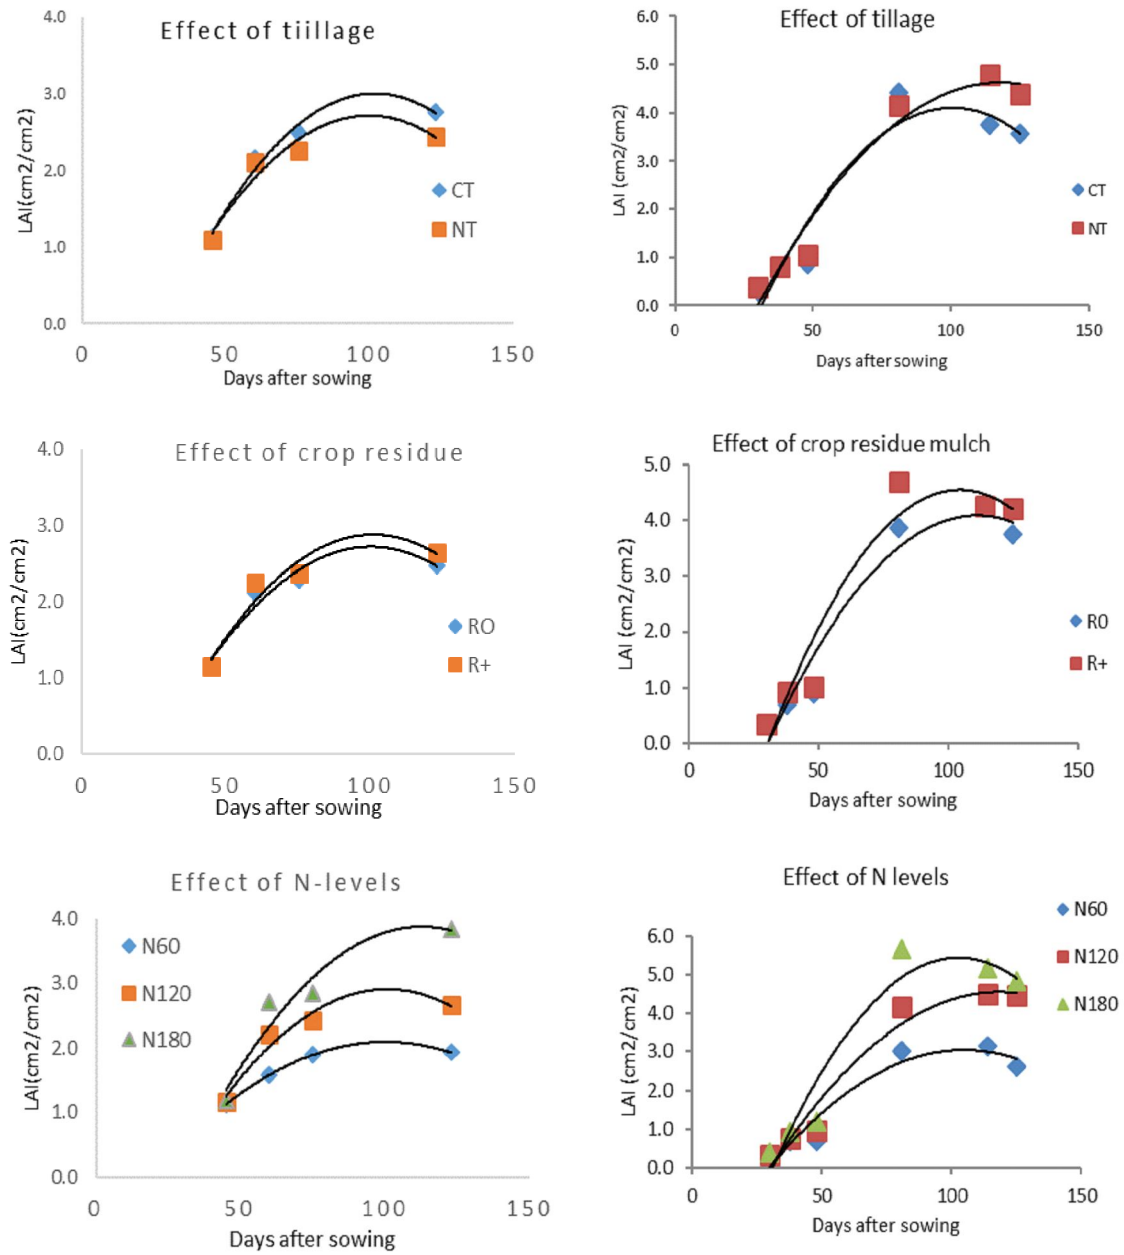 Effect of tiillage
4.0
3.0
2.0
1.0
0.0
LAI(cm2/cm2)
CT
NT
0 50 100 150
Days after sowing
Effect of tillage
6.0
5.0
4.0
3.0
2.0
1.0
0.0
LAI (cm2/cm2)
CT
NT
0 50 100 150
Days after sowing
Effect of crop residue
4.0
3.0
2.0
1.0
0.0
LAI(cm2/cm2)
RO
R+
0 50 100 150
Days after sowing
Effect of crop residue mulch
5.0
4.0
3.0
2.0
1.0
0.0
LAI (cm2/cm2)
R0
R+
0 50 100 150
Days after sowing
Effect of N-levels
4.0
3.0
2.0
1.0
0.0
LAI(cm2/cm2)
N60
N120
N180
0 50 100 150
Days after sowing
Effect of N levels
6.0
5.0
4.0
3.0
2.0
1.0
0.0
LAI (cm2/cm2)
N60
N120
N180
0 50 100 150
Days after sowing